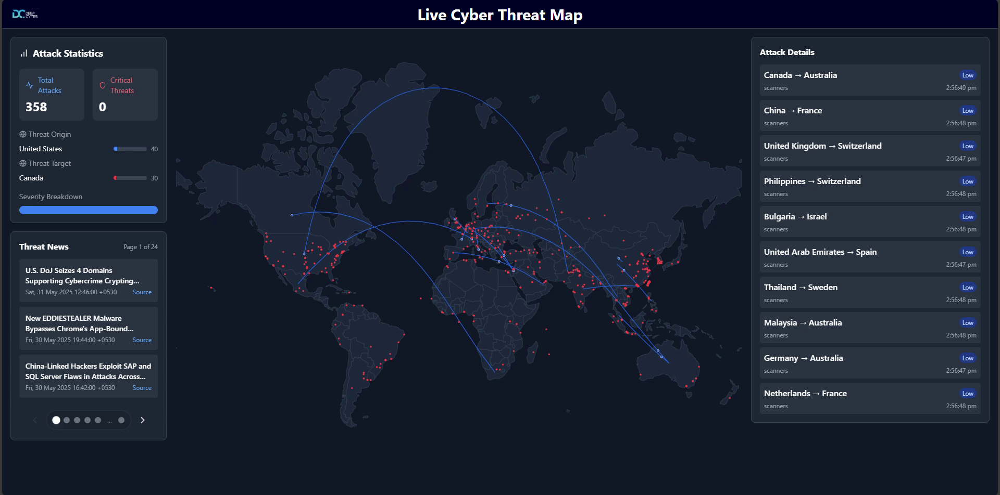 DC. DEEP
CYTES
Live Cyber Threat Map
Attack Statistics
Total
Attacks
358
Critical
Threats
0
Threat Origin
United States 40
Threat Target
Canada 30
Severity Breakdown
Threat News Page 1 of 24
U.S. DoJ Seizes 4 Domains
Supporting Cybercrime Crypting...
Sat, 31 May 2025 12:46:00 +0530 Source
New EDDIESTEALER Malware
Bypasses Chrome's App-Bound...
Fri, 30 May 2025 19:44:00 +0530 Source
China-Linked Hackers Exploit SAP and
SQL Server Flaws in Attacks Across...
Fri, 30 May 2025 16:42:00 +0530 Source
...
Attack Details
Canada → Australia Low
scanners 2:56:49 pm
China → France Low
scanners 2:56:48 pm
United Kingdom → Switzerland Low
scanners 2:56:47 pm
Philippines → Switzerland Low
scanners 2:56:48 pm
Bulgaria → Israel Low
scanners 2:56:48 pm
United Arab Emirates → Spain Low
scanners 2:56:47 pm
Thailand → Sweden Low
scanners 2:56:48 pm
Malaysia → Australia Low
scanners 2:56:48 pm
Germany → Australia Low
scanners 2:56:47 pm
Netherlands → France Low
scanners 2:56:48 pm